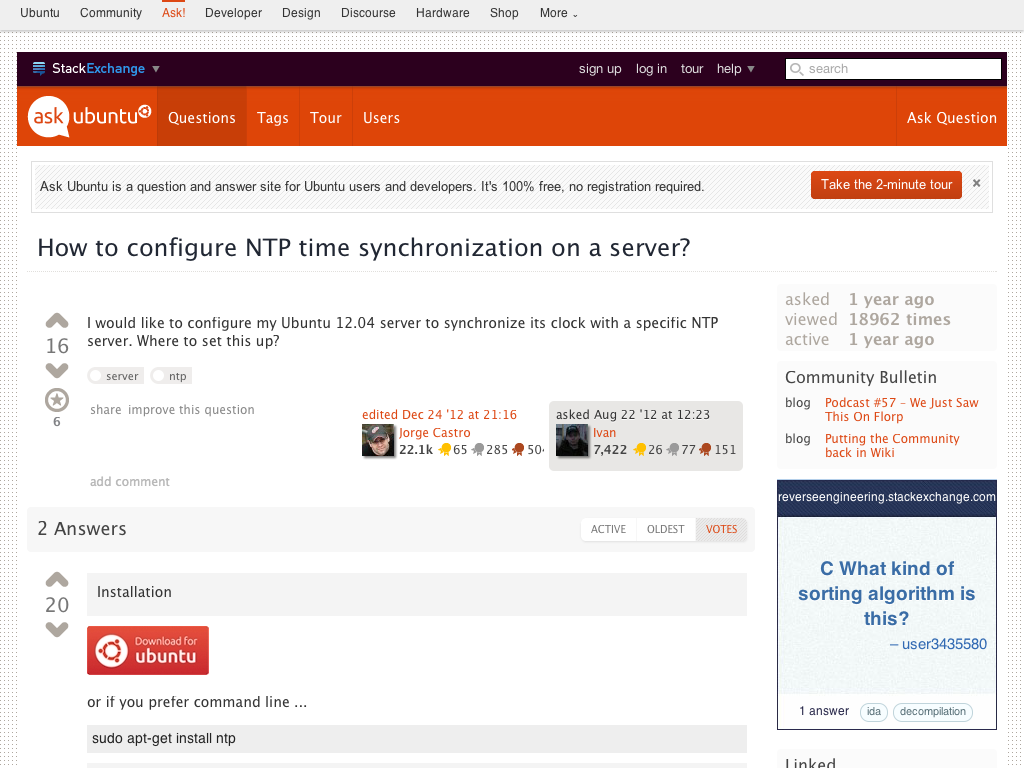 Ubuntu Community Ask! Developer Design Discourse Hardware Shop More
StackExchange sign up log in tour help search
ask ubuntu Questions Tags Tour Users Ask Question
Ask Ubuntu is a question and answer site for Ubuntu users and developers. It's 100% free, no registration required. Take the 2-minute tour ×
How to configure NTP time synchronization on a server?
16
I would like to configure my Ubuntu 12.04 server to synchronize its clock with a specific NTP
server. Where to set this up?
server ntp
6
share improve this question
edited Dec 24 '12 at 21:16
Jorge Castro
22.1k 65 285 504
asked Aug 22 '12 at 12:23
Ivan
7,422 26 77 151
add comment
2 Answers ACTIVE OLDEST VOTES
20
Installation
Download for
ubuntu
or if you prefer command line ...
sudo apt-get install ntp
asked 1 year ago
viewed 18962 times
active 1 year ago
Community Bulletin
blog Podcast #57 – We Just Saw
This On Florp
blog Putting the Community
back in Wiki
reverseengineering.stackexchange.com
C What kind of
sorting algorithm is
this?
– user3435580
1 answer ida decompilation
Linked